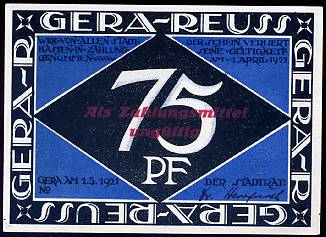 GERA-REUSS
WIRD VON ALLEN STADT-
KASSEN IN ZAHLUNG
GENOMMEN
DER SCHEIN VERLIERT
SEINE GÜLTIGKEIT
AM 1. APRIL 1922
75
Als Zahlungsmittel
ungültig
PF
GERA AM 1.5.1921
No
DER STADTRAT:
GERA-R
GERA-R
GERA-REUSS